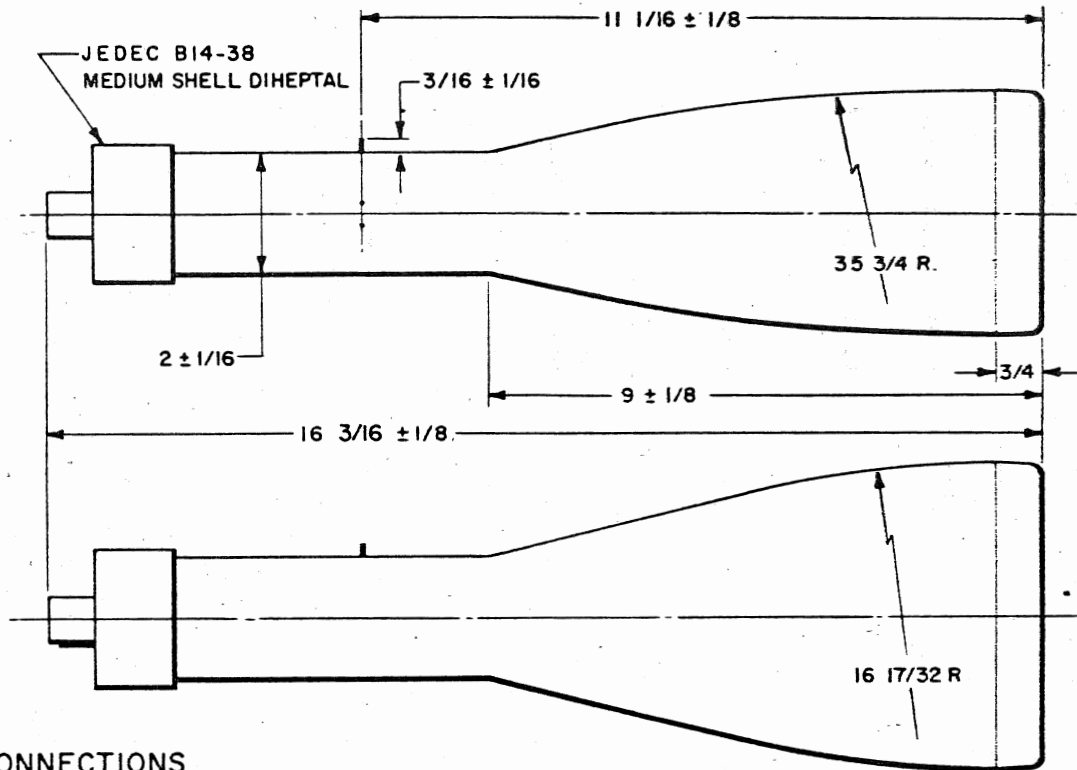 11 1/16 ± 1/8
JEDEC B14-38
MEDIUM SHELL DIHEPTAL
3/16 ± 1/16
35 3/4 R.
2 ± 1/16
3/4
9 ± 1/8
16 3/16 ± 1/8.
16 17/32 R
ONNECTIONS